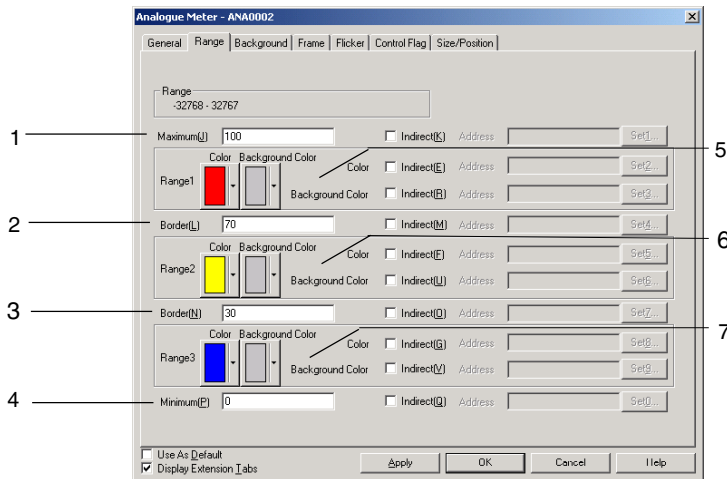 Analogue Meter - ANA0002
General Range Background Frame Flicker Control Flag Size/Position
Range
-32768 - 32767
1 Maximum(J) 100 Indirect(K) Address Set1...
5
Color Background Color Color Indirect(E) Address Set2...
Range1 Background Color Indirect(R) Address Set3...
2 Border(L) 70 Indirect(M) Address Set4...
6
Color Background Color Color Indirect(F) Address Set5...
Range2 Background Color Indirect(U) Address Set6...
3 Border(N) 30 Indirect(O) Address Set7...
7
Color Background Color Color Indirect(G) Address Set8...
Range3 Background Color Indirect(V) Address Set9...
4 Minimum(P) 0 Indirect(Q) Address Set0...
Use As Default
Display Extension Tabs Apply OK Cancel Help